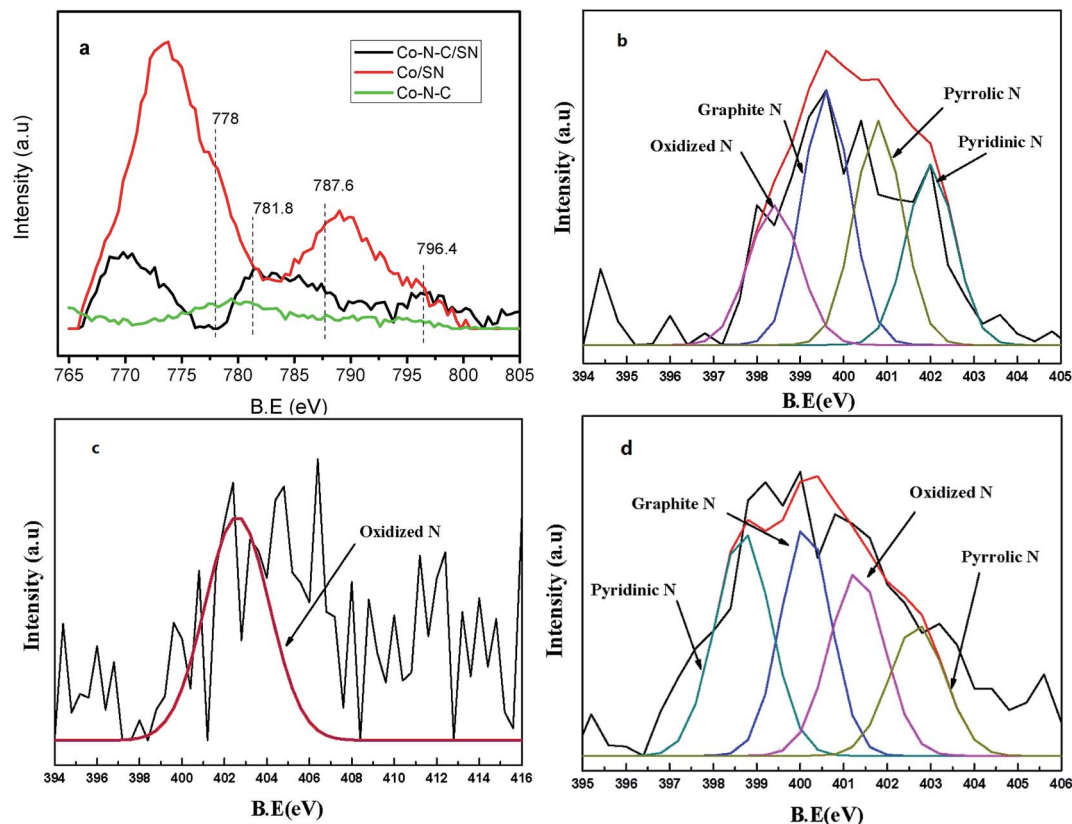 a
Co-N-C/SN
Co/SN
Co-N-C
778
781.8
787.6
796.4
Intensity (a.u)
765 770 775 780 785 790 795 800 805
B.E (eV)
b
Graphite N
Oxidized N
Pyrrolic N
Pyridinic N
Intensity (a.u)
394 395 396 397 398 399 400 401 402 403 404 405
B.E(eV)
c
Oxidized N
Intensity (a.u)
394 396 398 400 402 404 406 408 410 412 414 416
B.E(eV)
d
Graphite N
Oxidized N
Pyridinic N
Pyrrolic N
Intensity (a.u)
395 396 397 398 399 400 401 402 403 404 405 406
B.E(eV)